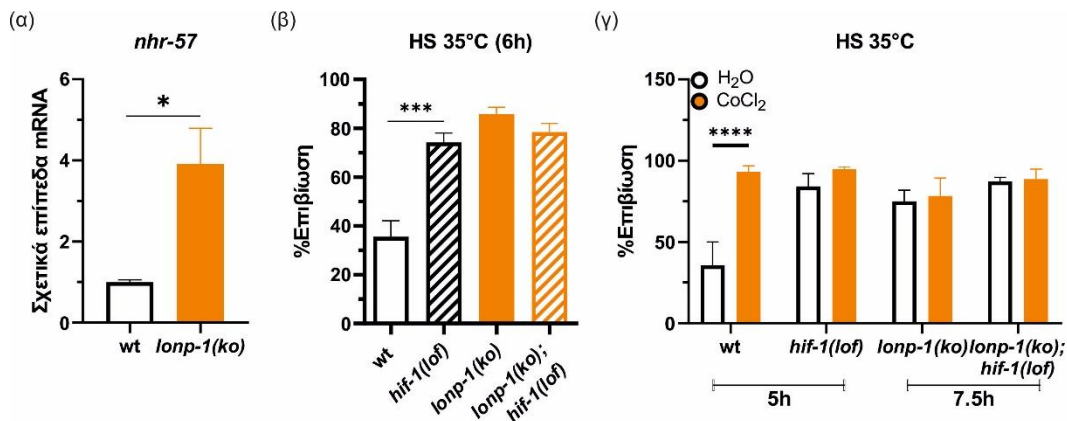 (α)
nhr-57
Σχετικά επίπεδα mRNA
6
4
2
0
*
wt
lonp-1(ko)
(β)
HS 35°C (6h)
%Επιβίωση
100
80
60
40
20
0
***
wt
hif-1(lof)
lonp-1(ko)
lonp-1(ko);
hif-1(lof)
(γ)
HS 35°C
%Επιβίωση
150
100
50
0
H₂O
CoCl₂
****
wt
hif-1(lof)
lonp-1(ko)
lonp-1(ko);
hif-1(lof)
5h
7.5h